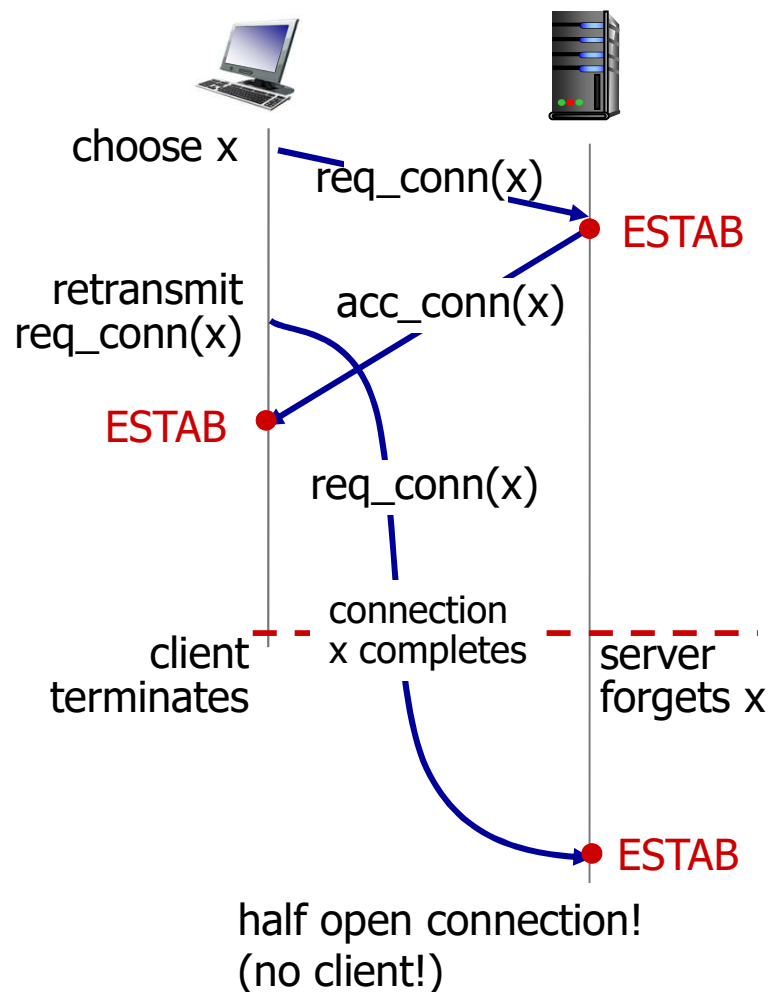 choose x
req_conn(x)
ESTAB
retransmit
req_conn(x)
acc_conn(x)
ESTAB
req_conn(x)
connection
x completes
client
terminates
server
forgets x
ESTAB
half open connection!
(no client!)